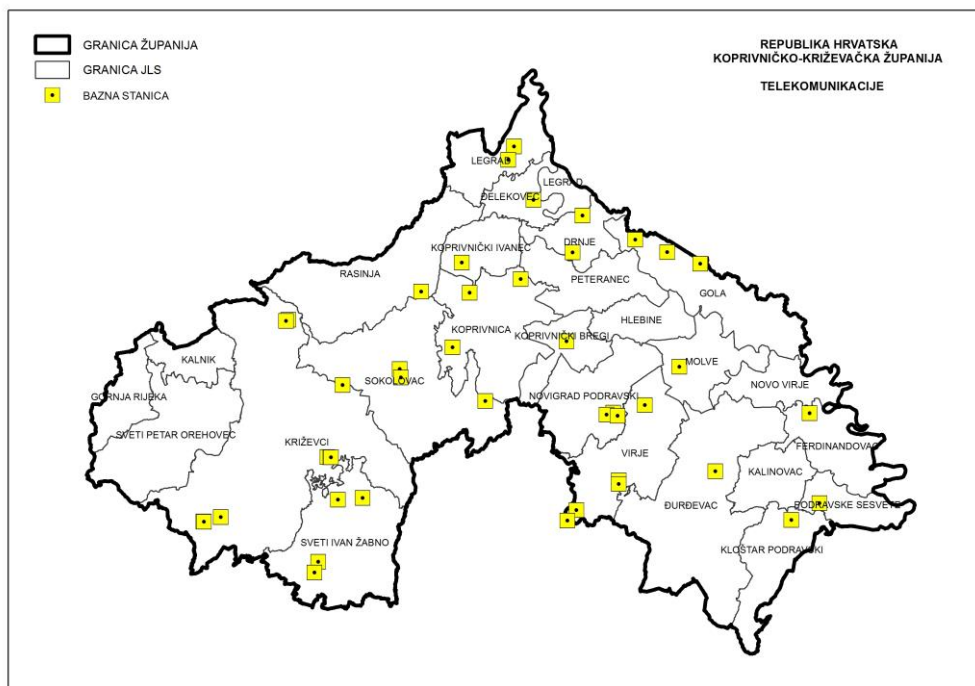 GRANICA ŽUPANIJA
GRANICA JLS
BAZNA STANICA
REPUBLIKA HRVATSKA
KOPRIVNIČKO-KRIŽEVAČKA ŽUPANIJA
TELEKOMUNIKACIJE
LEGRAD
LEGRAD
ĐELEKOVEC
KOPRIVNIČKI IVANEC
DRNJE
RASINJA
PETERANEC
GOLA
HLEBINE
KOPRIVNICA
KOPRIVNIČKI BREGI
KALNIK
MOLVE
SOKOLOVAC
NOVO VIRJE
GORNJA RIJEKA
NOVIGRAD PODRAVSKI
SVETI PETAR OREHOVEC
KRIŽEVCI
FERDINANDOVAC
VIRJE
KALINOVAC
ĐURĐEVAC
PODRAVSKE SESVETE
SVETI IVAN ŽABNO
KLOŠTAR PODRAVSKI